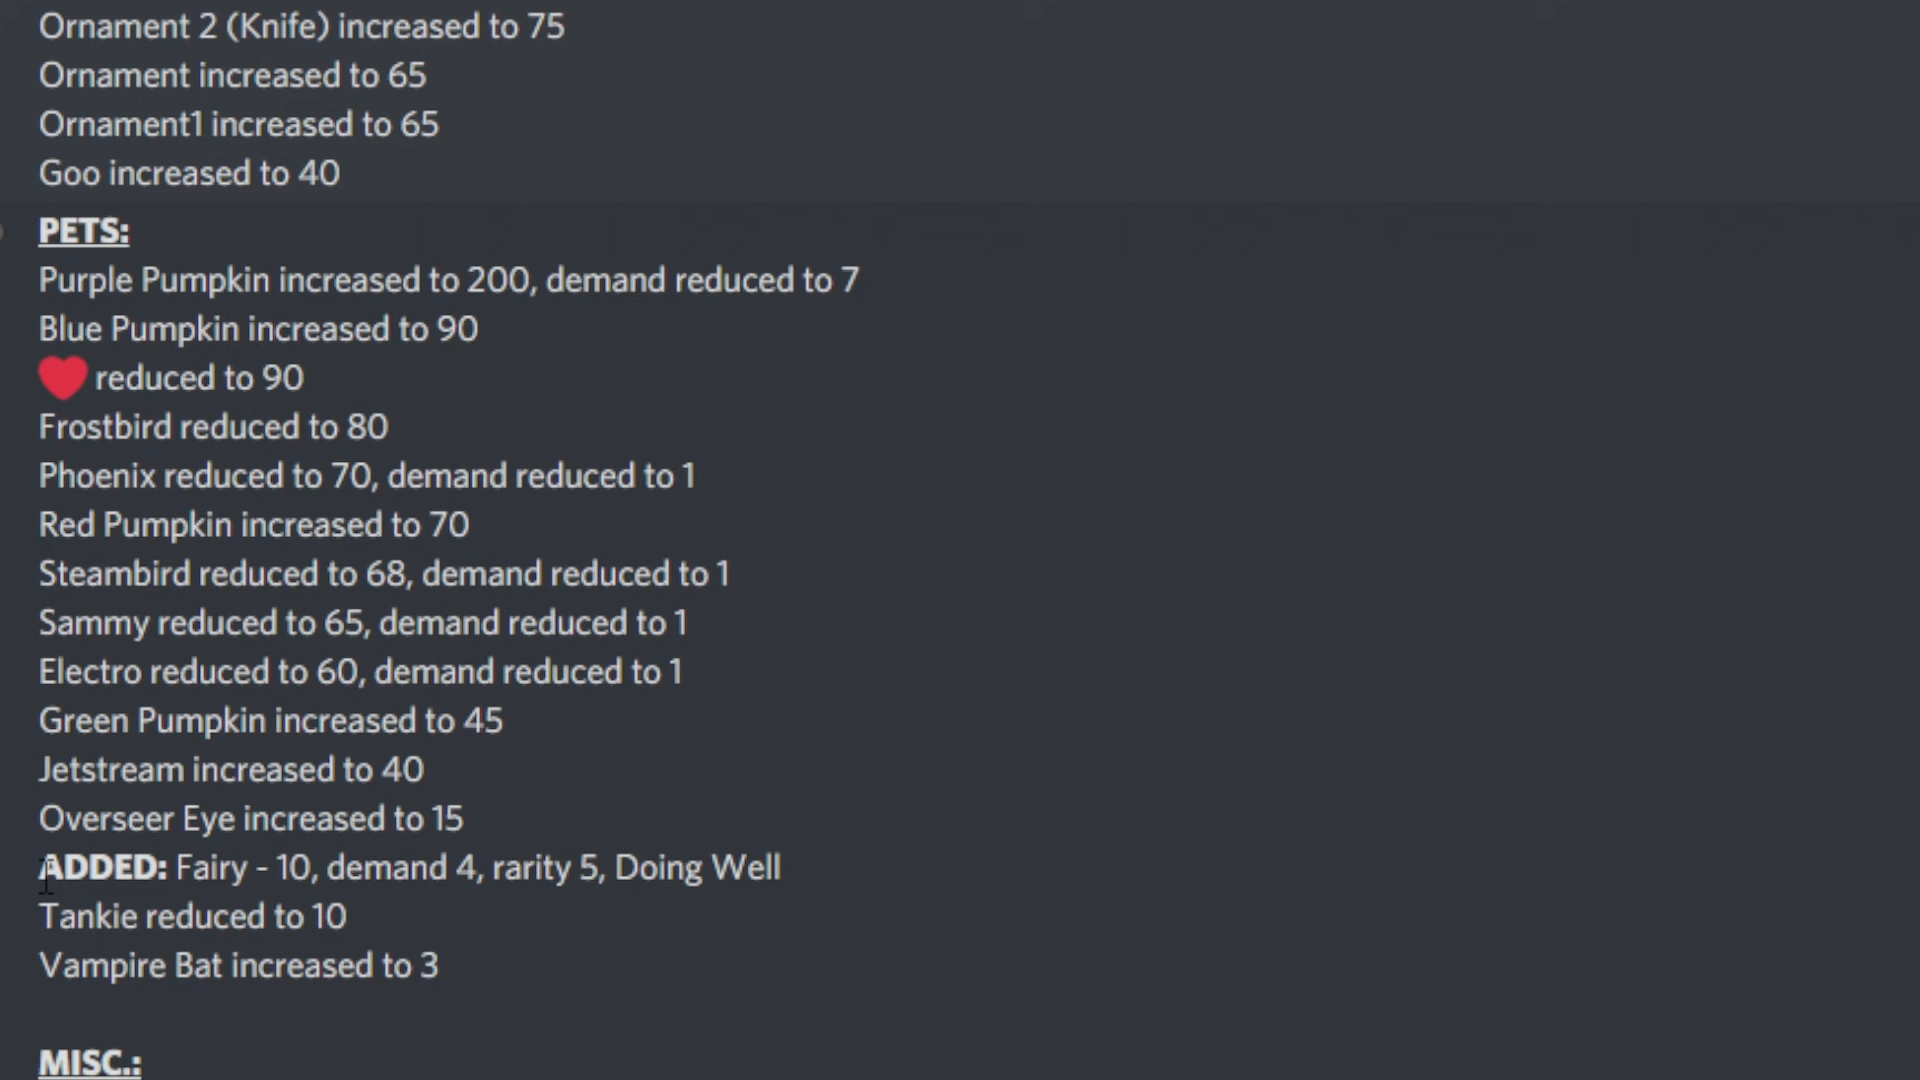 Ornament 2 (Knife) increased to 75
Ornament increased to 65
Ornament1 increased to 65
Goo increased to 40
PETS:
Purple Pumpkin increased to 200, demand reduced to 7
Blue Pumpkin increased to 90
❤️ reduced to 90
Frostbird reduced to 80
Phoenix reduced to 70, demand reduced to 1
Red Pumpkin increased to 70
Steambird reduced to 68, demand reduced to 1
Sammy reduced to 65, demand reduced to 1
Electro reduced to 60, demand reduced to 1
Green Pumpkin increased to 45
Jetstream increased to 40
Overseer Eye increased to 15
ADDED: Fairy - 10, demand 4, rarity 5, Doing Well
Tankie reduced to 10
Vampire Bat increased to 3
MISC.: